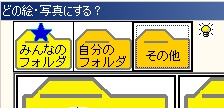 どの絵・写真にする？
みんなの
フォルダ
自分の
フォルダ
その他